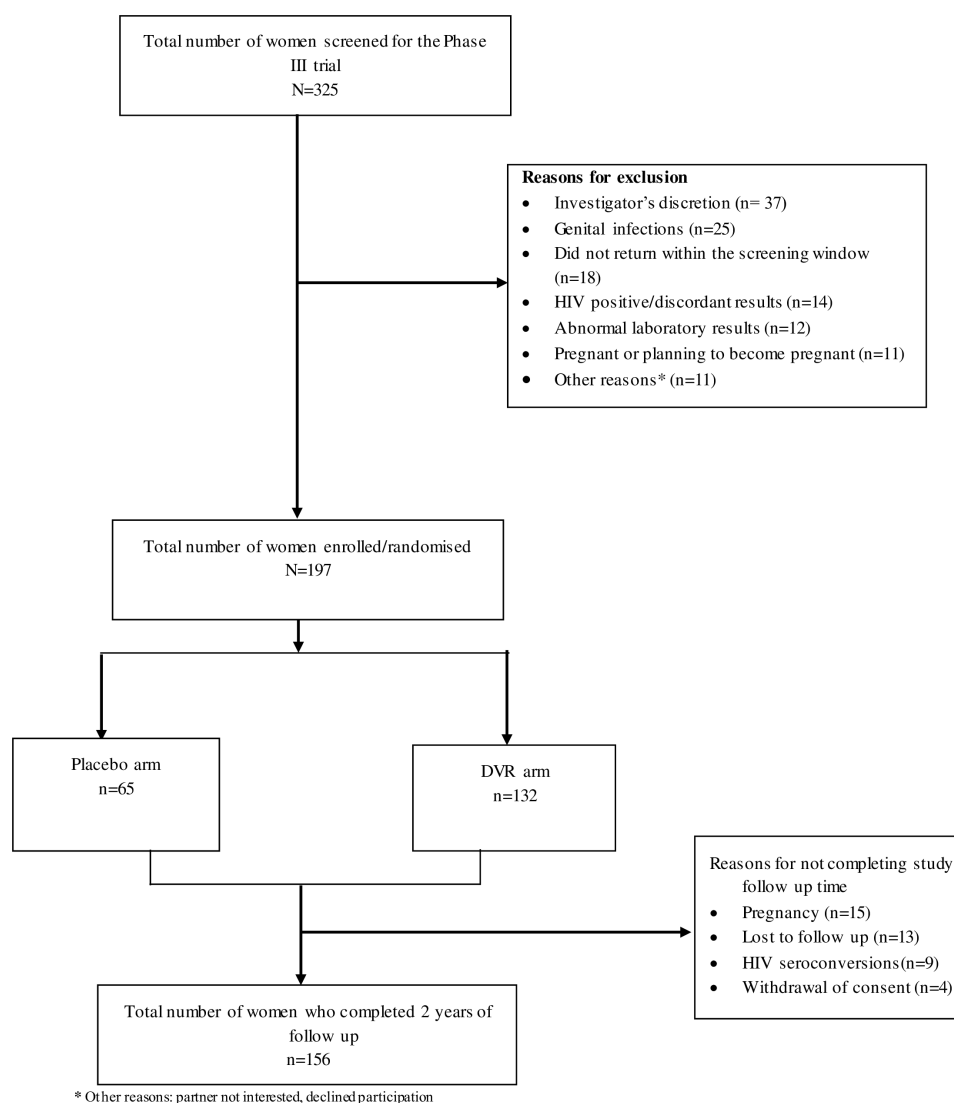 Total number of women screened for the Phase
III trial
N=325
Reasons for exclusion
• Investigator's discretion (n= 37)
• Genital infections (n=25)
• Did not return within the screening window
(n=18)
• HIV positive/discordant results (n=14)
• Abnormal laboratory results (n=12)
• Pregnant or planning to become pregnant (n=11)
• Other reasons* (n=11)
Total number of women enrolled/randomised
N=197
Placebo arm
n=65
DVR arm
n=132
Reasons for not completing study
follow up time
• Pregnancy (n=15)
• Lost to follow up (n=13)
• HIV seroconversions(n=9)
• Withdrawal of consent (n=4)
Total number of women who completed 2 years of
follow up
n=156
* Other reasons: partner not interested, declined participation